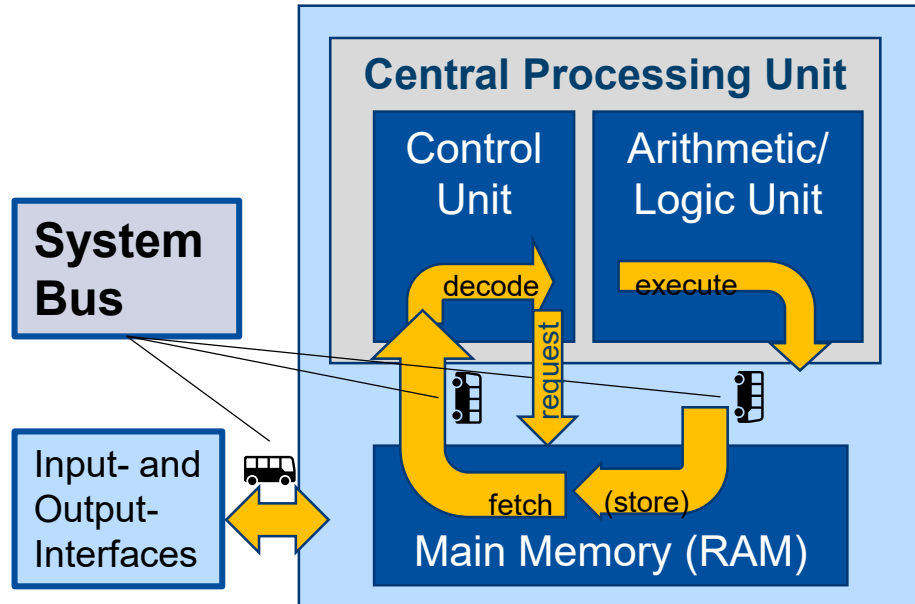 Central Processing Unit
Control
Unit
Arithmetic/
Logic Unit
System
Bus
decode
execute
request
Input- and
Output-
Interfaces
fetch
(store)
Main Memory (RAM)